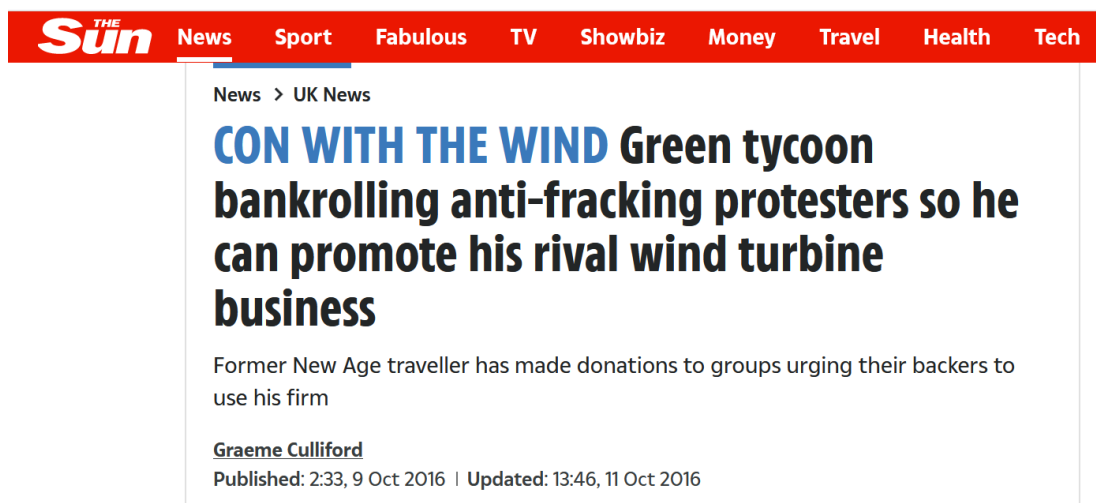 THE Sun News Sport Fabulous TV Showbiz Money Travel Health Tech
News > UK News
CON WITH THE WIND Green tycoon
bankrolling anti-fracking protesters so he
can promote his rival wind turbine
business
Former New Age traveller has made donations to groups urging their backers to
use his firm
Graeme Culliford
Published: 2:33, 9 Oct 2016 | Updated: 13:46, 11 Oct 2016